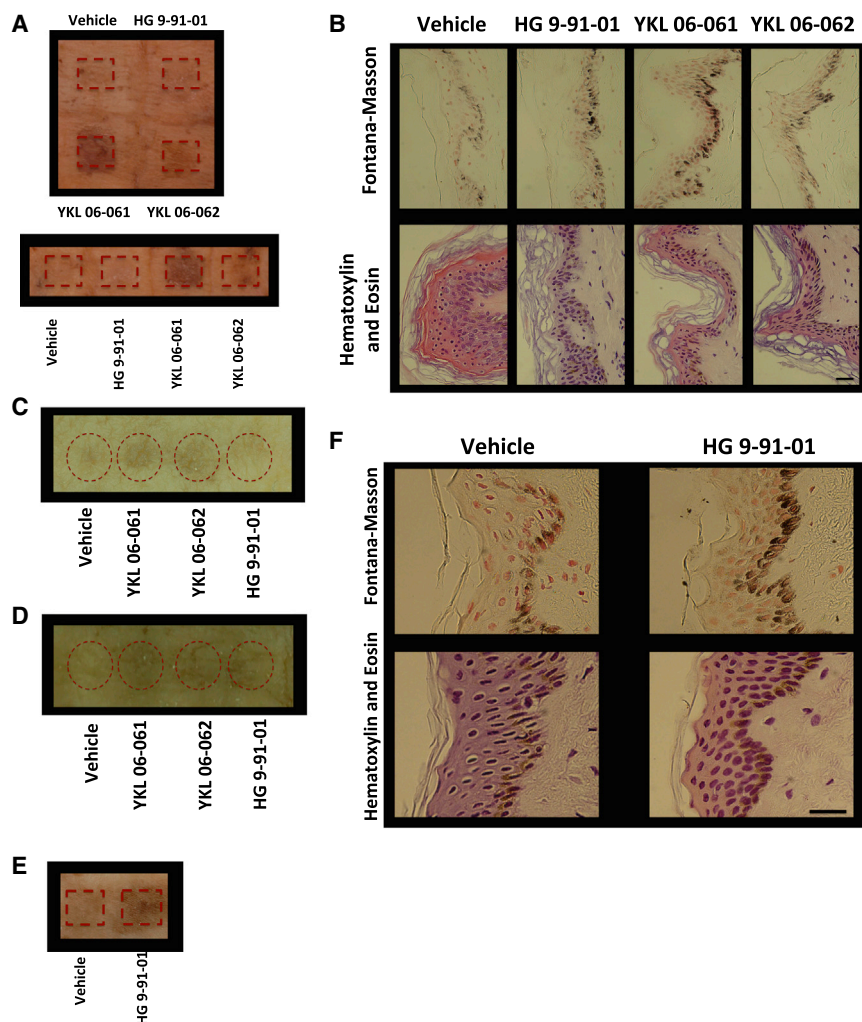 A
Vehicle HG 9-91-01
YKL 06-061 YKL 06-062
Vehicle
HG 9-91-01
YKL 06-061
YKL 06-062
B
Vehicle HG 9-91-01 YKL 06-061 YKL 06-062
Fontana-Masson
Hematoxylin
and Eosin
C
Vehicle
YKL 06-061
YKL 06-062
HG 9-91-01
D
Vehicle
YKL 06-061
YKL 06-062
HG 9-91-01
E
Vehicle
HG 9-91-01
F
Vehicle HG 9-91-01
Fontana-Masson
Hematoxylin and Eosin